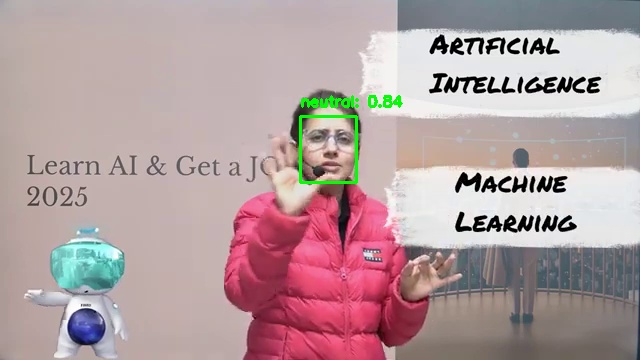 neutral: 0.84
ARTIFICIAL
INTELLIGENCE
Learn AI & Get a JO
2025
MACHINE
LEARNING